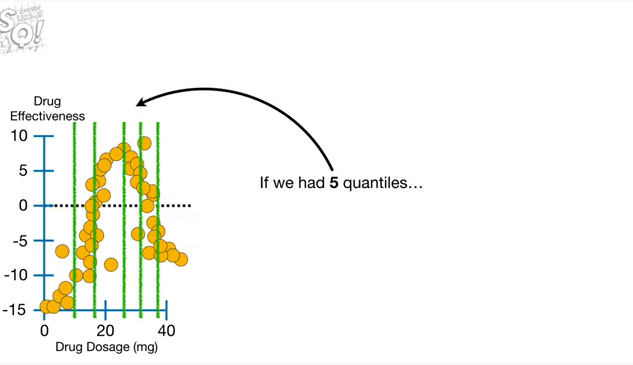 SQ!
Drug
Effectiveness
10
5
0
-5
-10
-15
0
20
40
Drug Dosage (mg)
If we had 5 quantiles…